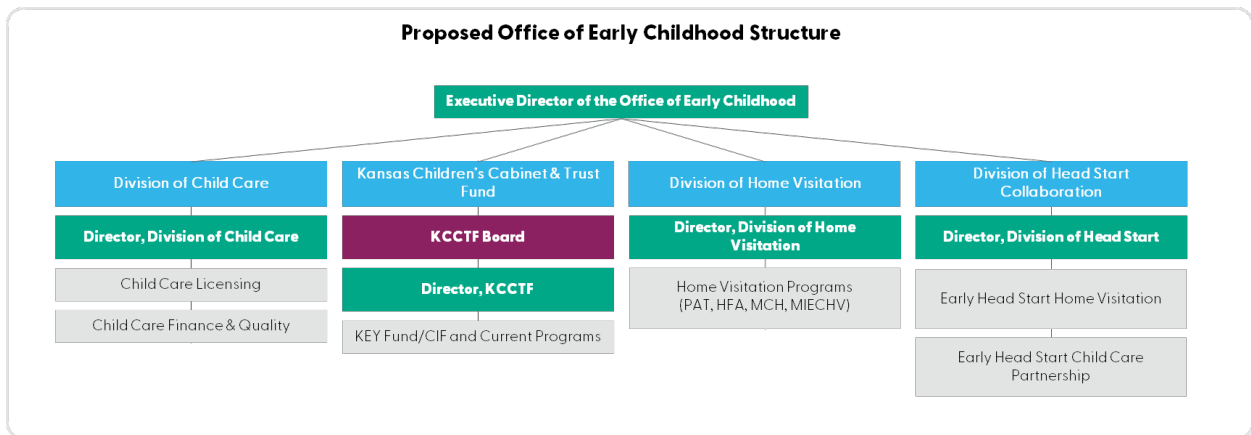 Proposed Office of Early Childhood Structure
Executive Director of the Office of Early Childhood
Division of Child Care
Director, Division of Child Care
Child Care Licensing
Child Care Finance & Quality
Kansas Children's Cabinet & Trust
Fund
KCCTF Board
Director, KCCTF
KEY Fund/CIF and Current Programs
Division of Home Visitation
Director, Division of Home
Visitation
Home Visitation Programs
(PAT, HFA, MCH, MIECHV)
Division of Head Start
Collaboration
Director, Division of Head Start
Early Head Start Home Visitation
Early Head Start Child Care
Partnership